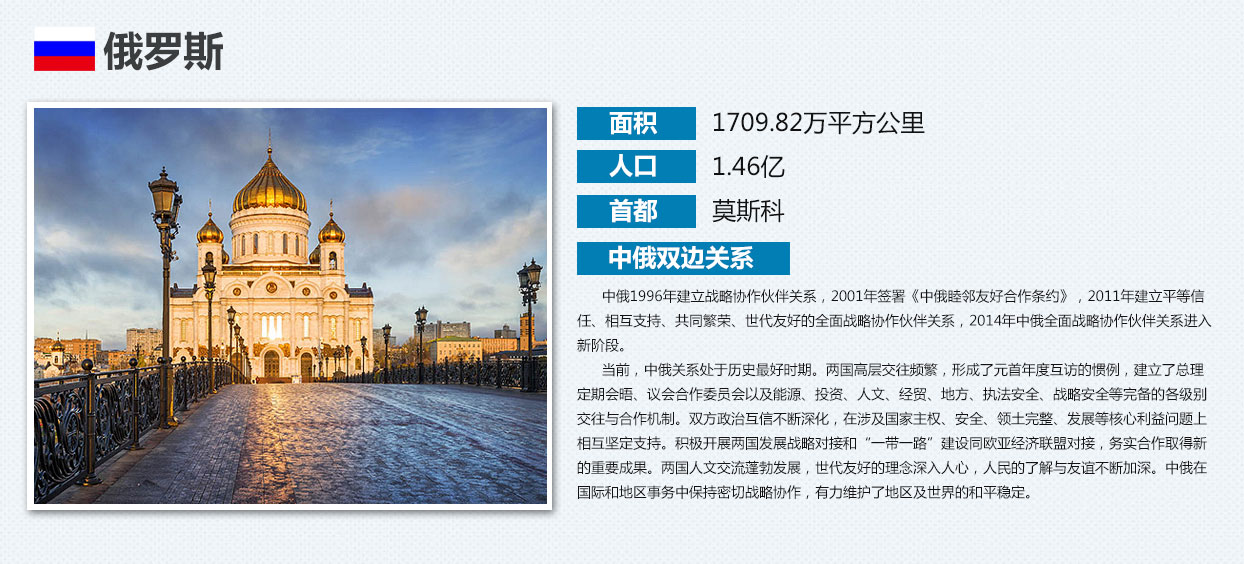 俄罗斯
面积 1709.82万平方公里
人口 1.46亿
首都 莫斯科
中俄双边关系
中俄1996年建立战略协作伙伴关系，2001年签署《中俄睦邻友好合作条约》，2011年建立平等信
任、相互支持、共同繁荣、世代友好的全面战略协作伙伴关系，2014年中俄全面战略协作伙伴关系进入
新阶段。
当前，中俄关系处于历史最好时期。两国高层交往频繁，形成了元首年度互访的惯例，建立了总理
定期会晤、议会合作委员会以及能源、投资、人文、经贸、地方、执法安全、战略安全等完备的各级别
交往与合作机制。双方政治互信不断深化，在涉及国家主权、安全、领土完整、发展等核心利益问题上
相互坚定支持。积极开展两国发展战略对接和“一带一路”建设同欧亚经济联盟对接，务实合作取得新
的重要成果。两国人文交流蓬勃发展，世代友好的理念深入人心，人民的了解与友谊不断加深。中俄在
国际和地区事务中保持密切战略协作，有力维护了地区及世界的和平稳定。